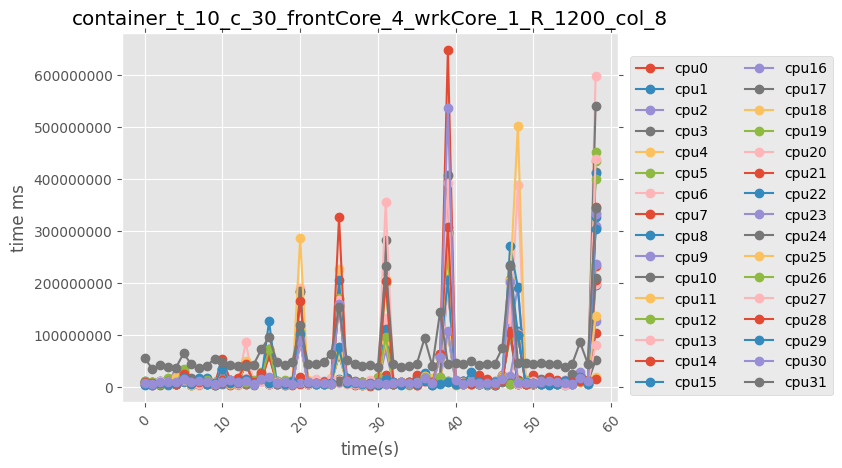 container_t_10_c_30_frontCore_4_wrkCore_1_R_1200_col_8
time ms
600000000
500000000
400000000
300000000
200000000
100000000
0
0 10 20 30 40 50 60
time(s)
cpu0 cpu16
cpu1 cpu17
cpu2 cpu18
cpu3 cpu19
cpu4 cpu20
cpu5 cpu21
cpu6 cpu22
cpu7 cpu23
cpu8 cpu24
cpu9 cpu25
cpu10 cpu26
cpu11 cpu27
cpu12 cpu28
cpu13 cpu29
cpu14 cpu30
cpu15 cpu31